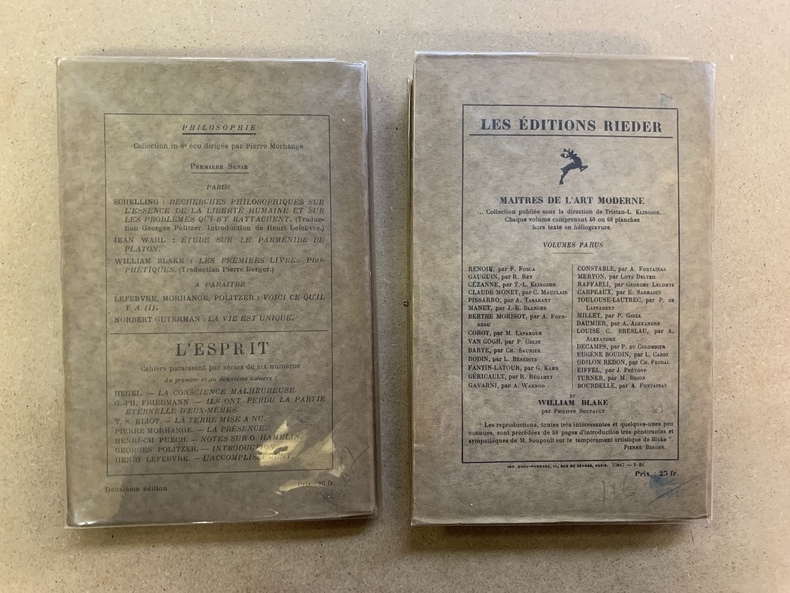 PHILOSOPHIE
Collection in-8º écu dirigée par Pierre Morhange
PREMIÈRE SÉRIE
PARUS
SCHELLING : RECHERCHES PHILOSOPHIQUES SUR
L'ESSENCE DE LA LIBERTÉ HUMAINE ET SUR
LES PROBLÈMES QUI S'Y RATTACHENT. (Traduc-
tion Georges Politzer. Introduction de Henri Lefebvre.)
JEAN WAHL : ÉTUDE SUR LE PARMÉNIDE DE
PLATON.
WILLIAM BLAKE : LES PREMIERS LIVRES PRO-
PHÉTIQUES. (Traduction Pierre Berger.)
A PARAITRE
LEFEBVRE, MORHANGE, POLITZER : VOICI CE QU'IL
Y A (I).
NORBERT GUTERMAN : LA VIE EST UNIQUE.
L'ESPRIT
Cahiers paraissant par séries de six numéros
Au premier et au deuxième cahiers :
HEGEL. — LA CONSCIENCE MALHEUREUSE.
G.-PH. FRIEDMANN. — ILS ONT PERDU LA PARTIE
ÉTERNELLE D'EUX-MÊMES.
T. S. ELIOT. — LA TERRE MISE A NU.
PIERRE MORHANGE. — LA PRÉSENCE.
— NOTES SUR O. HAMELIN.
GEORGES POLITZER. — INTRODUCTION.
HENRI LEFEBVRE. —
Deuxième édition
Prix : 20 fr.
LES ÉDITIONS RIEDER
MAITRES DE L'ART MODERNE
Collection publiée sous la direction de Tristan-L. KLINGSOR.
Chaque volume comprenant 40 ou 60 planches
hors texte en héliogravure.
VOLUMES PARUS
RENOIR, par F. FOSCA
GAUGUIN, par R. REY
CÉZANNE, par T.-L. KLINGSOR
CLAUDE MONET, par C. MAUCLAIR
PISSARRO, par A. TABARANT
MANET, par J.-E. BLANCHE
BERTHE MORISOT, par A. FOUR-
REAU
COROT, par M. LAFARGUE
VAN GOGH, par P. COLIN
BARYE, par CH. SAUNIER
RODIN, par L. BÉNÉDITE
FANTIN-LATOUR, par G. KAHN
GÉRICAULT, par R. RÉGAMEY
GAVARNI, par A. WARNOD
CONSTABLE, par A. FONTAINAS
MERYON, par LOYS DELTEIL
RAFFAELLI, par GEORGES LECOMTE
CARPEAUX, par E. SARRADIN
TOULOUSE-LAUTREC, par P. DE
LAPPARENT
MILLET, par P. GSELL
DAUMIER, par A. ALEXANDRE
LOUISE C. BRESLAU, par A.
ALEXANDRE
DECAMPS, par P. DU COLOMBIER
EUGÈNE BOUDIN, par L. CARIO
ODILON REDON, par CH. FEGDAL
EIFFEL, par J. PRÉVOST
TURNER, par M. BRION
BOURDELLE, par A. FONTAINAS
ET
WILLIAM BLAKE
par PHILIPPE SOUPAULT
" Les reproductions, toutes très intéressantes et quelques-unes peu
connues, sont précédées de 58 pages d'introduction très pénétrantes et
sympathiques de M. Soupault sur le tempérament artistique de Blake ".
PIERRE BERGER.
Prix : 25 fr.